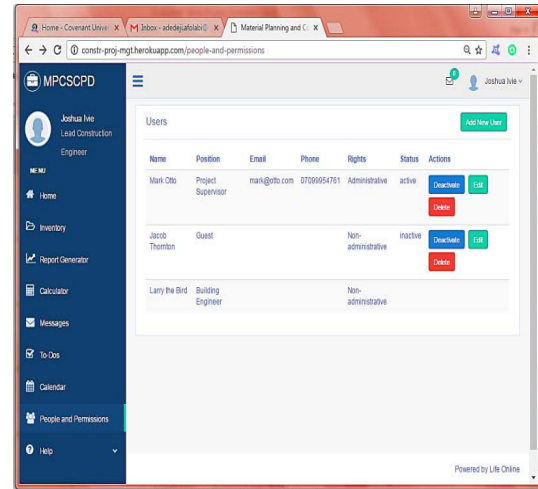 Home - Covenant Univer
Inbox - adedejiafolabi@
Material Planning and C
constr-proj-mgt.herokuapp.com/people-and-permissions
MPCSCPD
Joshua Ivie
Joshua Ivie
Lead Construction
Engineer
MENU
Home
Inventory
Report Generator
Calculator
Messages
To-Dos
Calendar
People and Permissions
Help
Users
Add New User
Name Position Email Phone Rights Status Actions
Mark Otto Project Supervisor mark@otto.com 07099954761 Administrative active Deactivate Edit
Delete
Jacob Thornton Guest Non-administrative inactive Deactivate Edit
Delete
Larry the Bird Building Engineer Non-administrative
Powered by Life Online